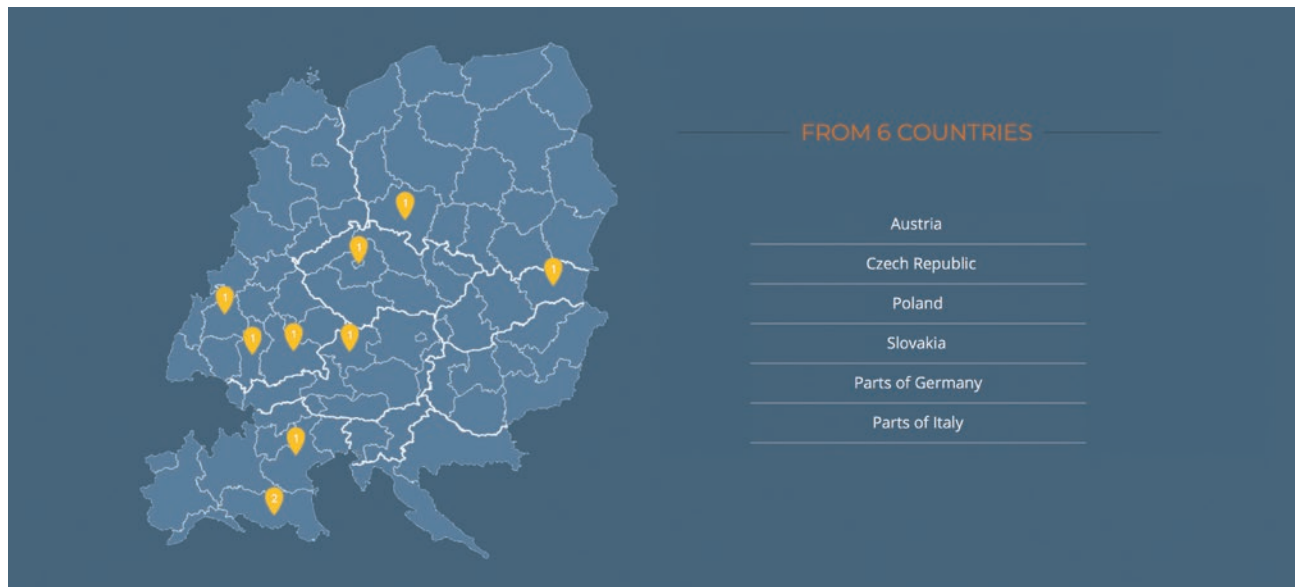 1
1
1
1
1
1
1
1
2
FROM 6 COUNTRIES
Austria
Czech Republic
Poland
Slovakia
Parts of Germany
Parts of Italy